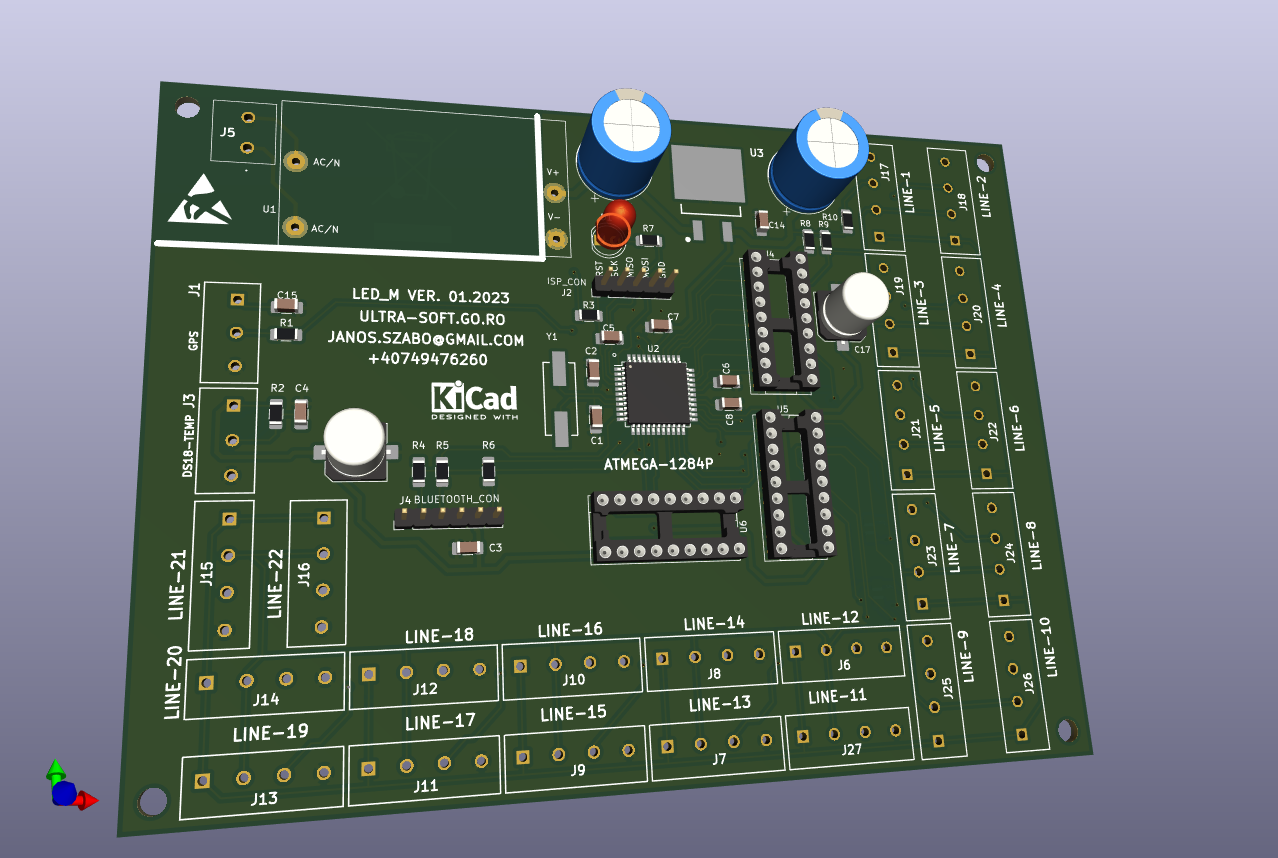 J5
AC/N
U1
AC/N
V+
V-
U3
J17
LINE-1
J18
LINE-2
R7
C14
R8
R9
R10
RST
SCK
MISO
MOSI
GND
ISP_CON
J2
J1
GPS
C15
R1
LED_M VER. 01.2023
ULTRA-SOFT.GO.RO
JANOS.SZABO@GMAIL.COM
+40749476260
KiCad
DESIGNED WITH
R3
C5
C7
Y1
C2
U2
C6
C8
C1
C17
J19
LINE-3
J20
LINE-4
R2
C4
J3
DS18-TEMP
R4
R5
R6
J4
BLUETOOTH_CON
C3
ATMEGA-1284P
U5
U6
J21
LINE-5
J22
LINE-6
J23
LINE-7
J24
LINE-8
LINE-21
J15
LINE-22
J16
LINE-20
J14
LINE-18
J12
LINE-16
J10
LINE-14
J8
LINE-12
J6
J25
LINE-9
J26
LINE-10
LINE-19
J13
LINE-17
J11
LINE-15
J9
LINE-13
J7
LINE-11
J27